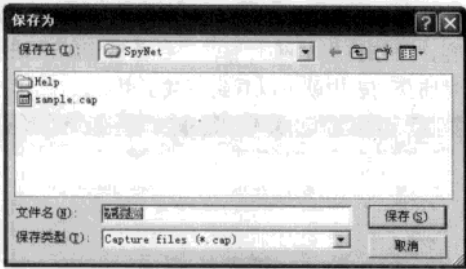 保存为
保存在(I): SpyNet
Help
sample.cap
文件名(N):
保存(S)
保存类型(T): Capture files (*.cap)
取消